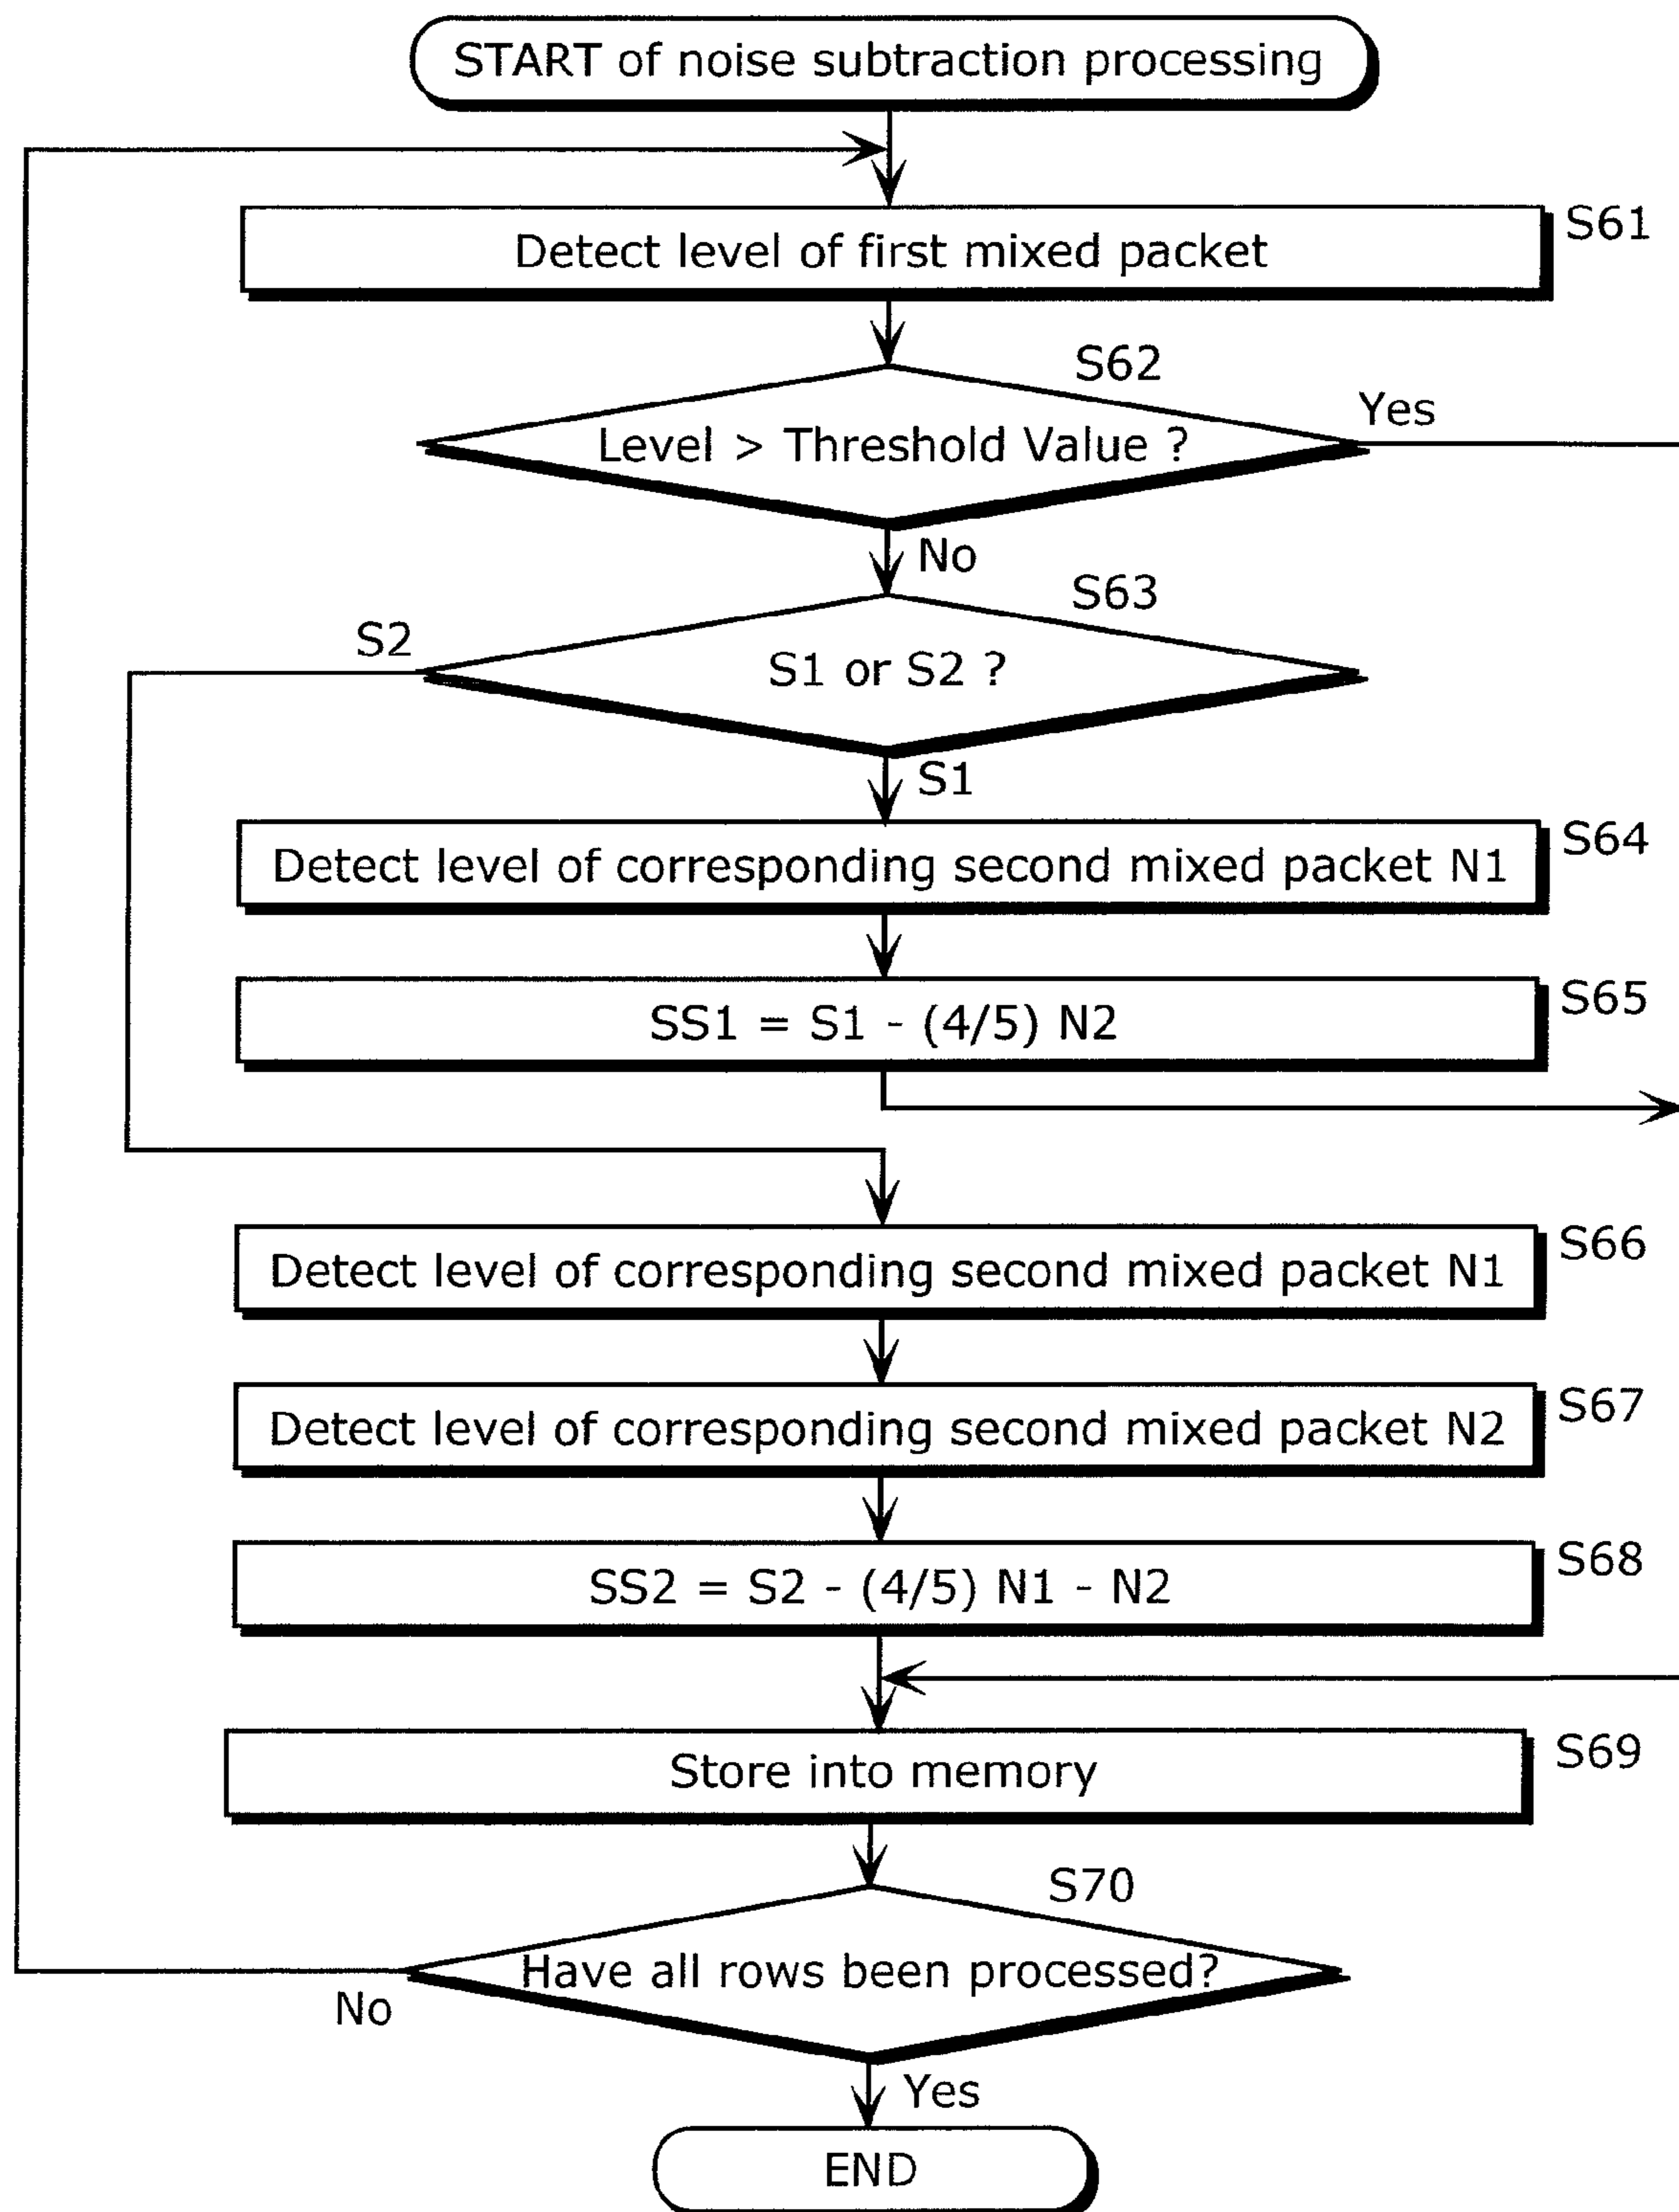 START of noise subtraction processing
S61
Detect level of first mixed packet
S62
Yes
Level > Threshold Value ?
No
S63
S2
S1 or S2 ?
S1
S64
Detect level of corresponding second mixed packet N1
S65
SS1 = S1 - (4/5) N2
S66
Detect level of corresponding second mixed packet N1
S67
Detect level of corresponding second mixed packet N2
S68
SS2 = S2 - (4/5) N1 - N2
S69
Store into memory
S70
Have all rows been processed?
No
Yes
END